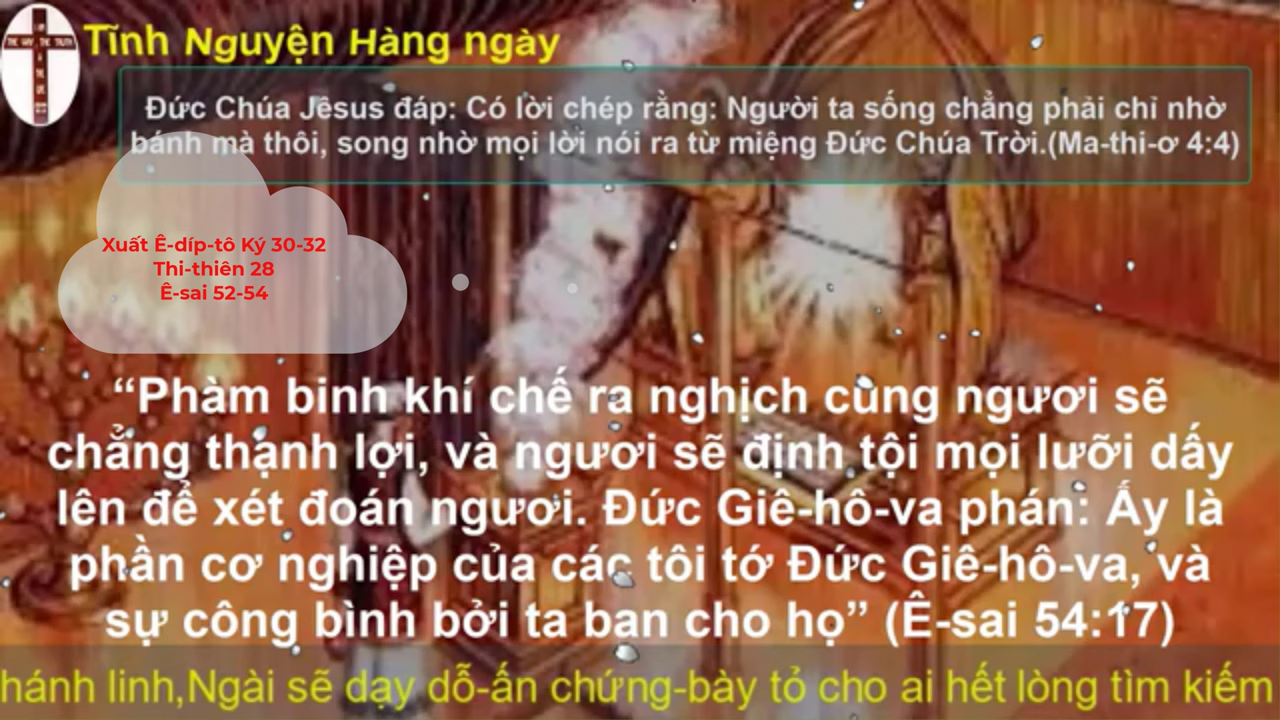 Tĩnh Nguyện Hàng ngày
Đức Chúa Jêsus đáp: Có lời chép rằng: Người ta sống chẳng phải chỉ nhờ
bánh mà thôi, song nhờ mọi lời nói ra từ miệng Đức Chúa Trời.(Ma-thi-ơ 4:4)
Xuất Ê-díp-tô Ký 30-32
Thi-thiên 28
Ê-sai 52-54
“Phàm binh khí chế ra nghịch cùng ngươi sẽ
chẳng thạnh lợi, và ngươi sẽ định tội mọi lưỡi dấy
lên để xét đoán ngươi. Đức Giê-hô-va phán: Ấy là
phần cơ nghiệp của các tôi tớ Đức Giê-hô-va, và
sự công bình bởi ta ban cho họ” (Ê-sai 54:17)
hánh linh,Ngài sẽ dạy dỗ-ấn chứng-bày tỏ cho ai hết lòng tìm kiếm